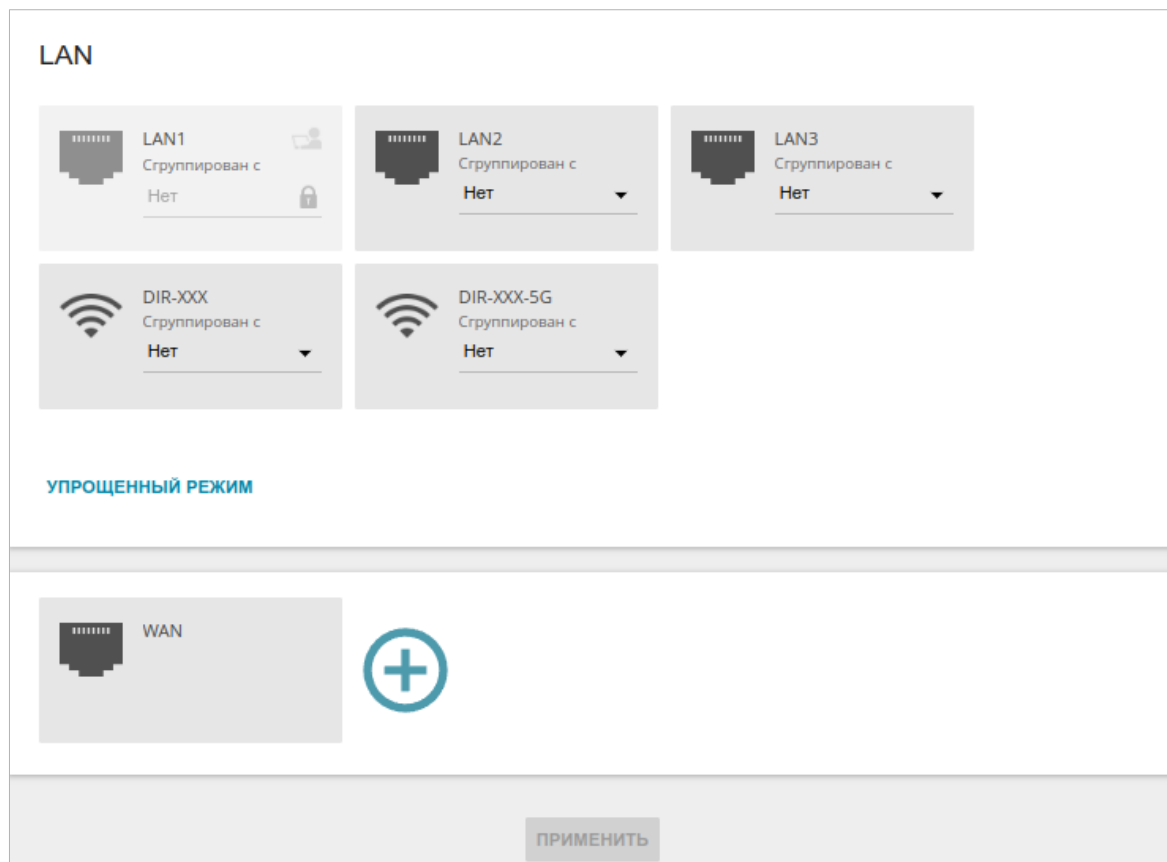 LAN
LAN1
Сгруппирован с
Нет
LAN2
Сгруппирован с
Нет
LAN3
Сгруппирован с
Нет
DIR-XXX
Сгруппирован с
Нет
DIR-XXX-5G
Сгруппирован с
Нет
УПРОЩЕННЫЙ РЕЖИМ
WAN
ПРИМЕНИТЬ